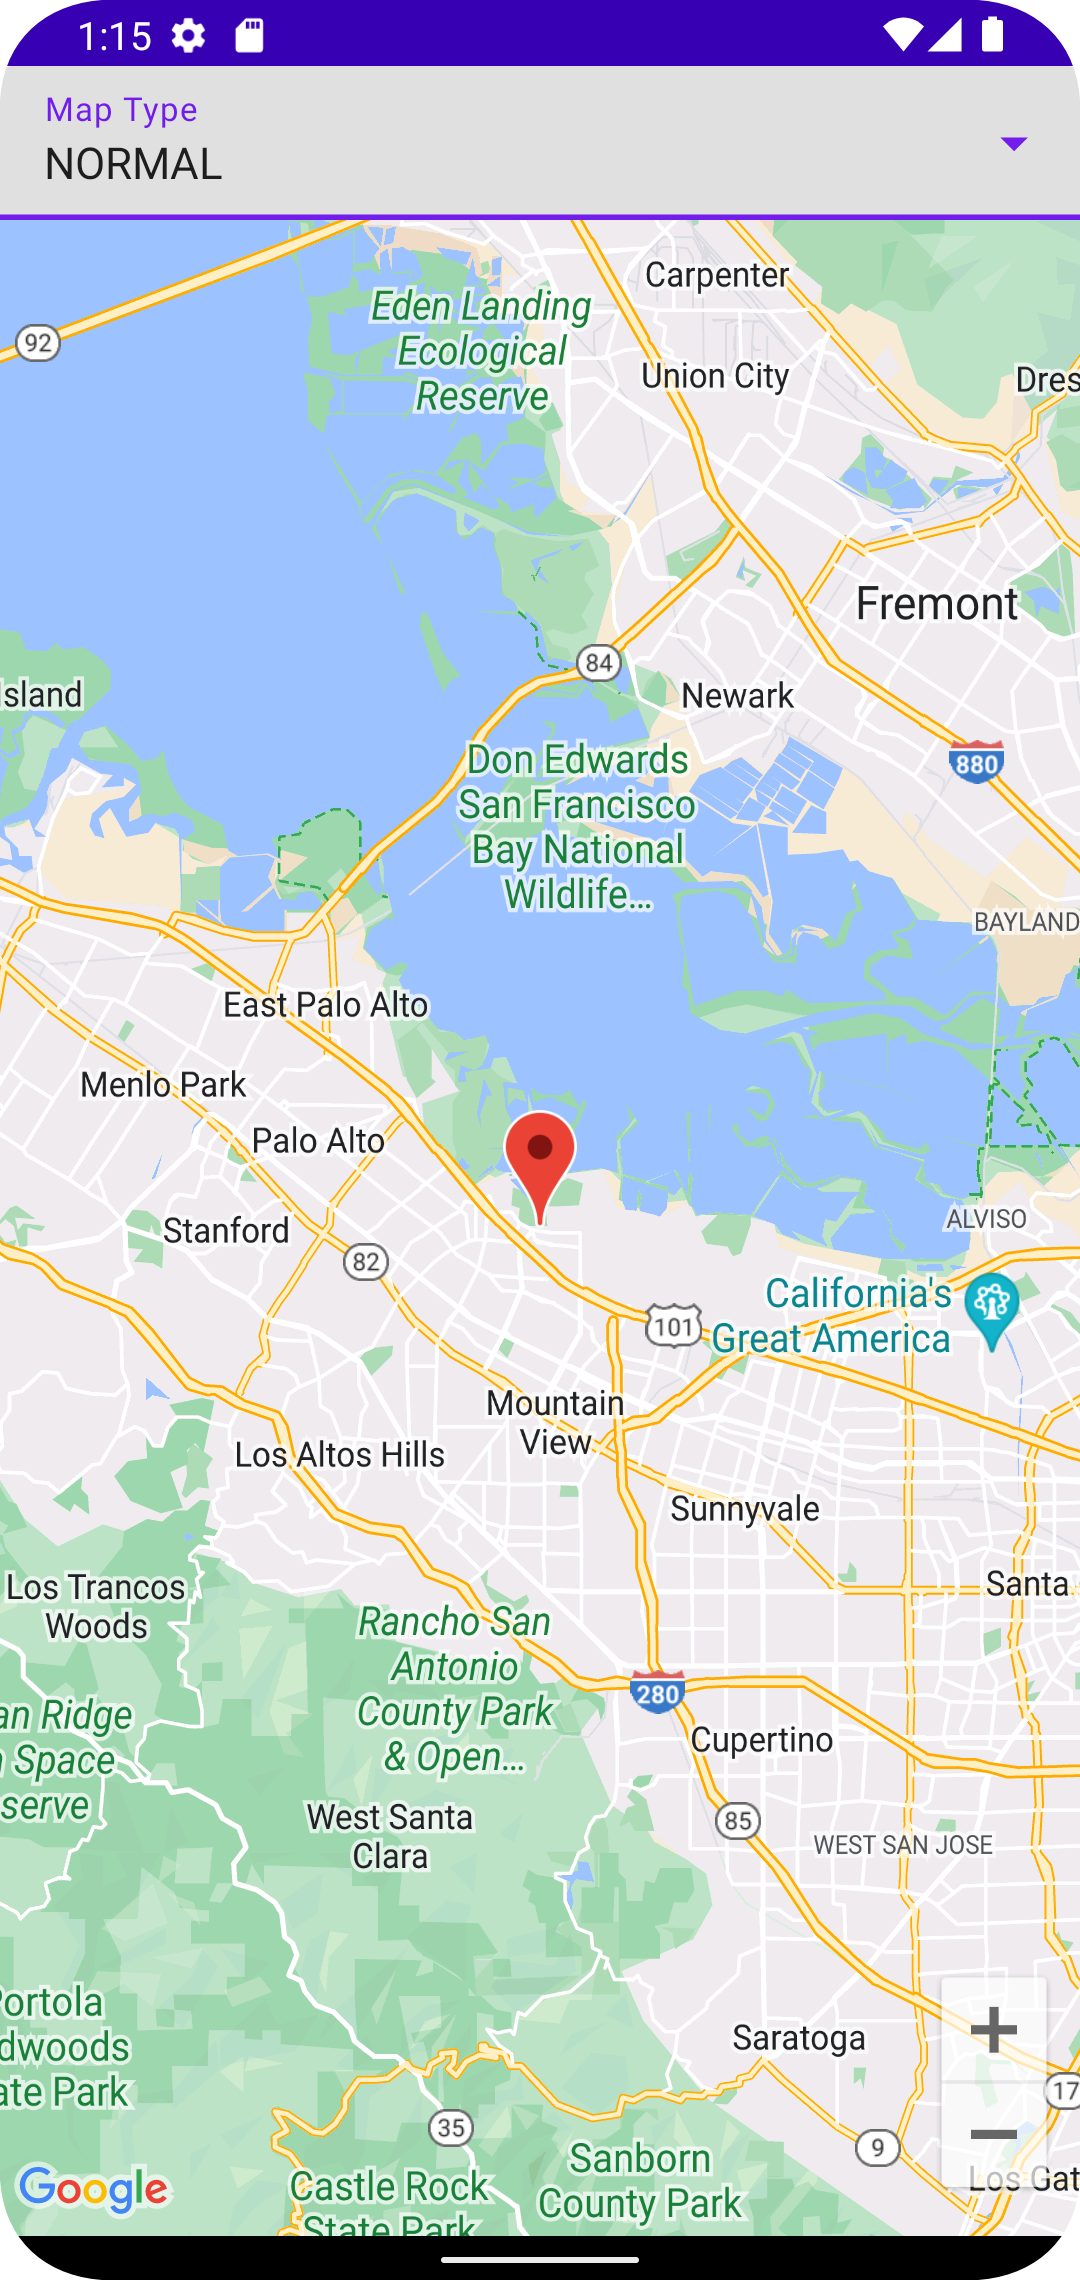 1:15
Map Type
NORMAL
Carpenter
Eden Landing
Ecological
Reserve
92
Union City
Dres
Fremont
84
Island
Newark
880
Don Edwards
San Francisco
Bay National
Wildlife...
BAYLAND
East Palo Alto
Menlo Park
Palo Alto
Stanford
ALVISO
82
California's
Great America
101
Mountain
View
Los Altos Hills
Sunnyvale
Santa
Los Trancos
Woods
Rancho San
Antonio
County Park
& Open...
280
an Ridge
n Space
serve
Cupertino
85
West Santa
Clara
WEST SAN JOSE
Portola
dwoods
ate Park
Saratoga
+
17
35
9
−
Sanborn
County Park
Los Gat
Google
Castle Rock
State Park